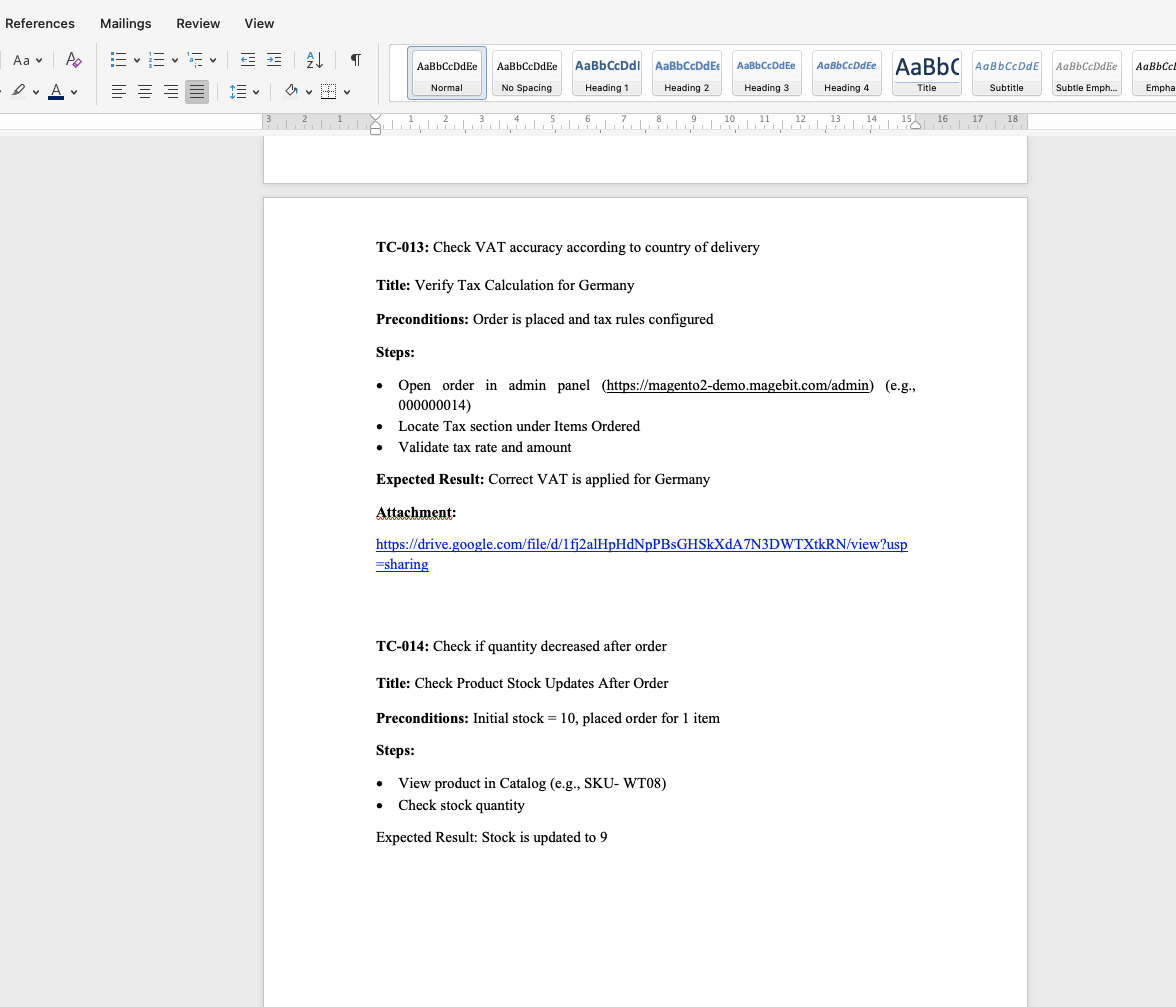 References Mailings Review View
Aa
A
AaBbCcDdEe AaBbCcDdEe AaBbCcDdI AaBbCcDdEe AaBbCcDdEe AaBbCcDdEe AaBbC AaBbCcDdE AaBbCcDdEe AaBbCcL
Normal No Spacing Heading 1 Heading 2 Heading 3 Heading 4 Title Subtitle Subtle Emph... Empha
3 2 1 1 2 3 4 5 6 7 8 9 10 11 12 13 14 15 16 17 18
TC-013: Check VAT accuracy according to country of delivery
Title: Verify Tax Calculation for Germany
Preconditions: Order is placed and tax rules configured
Steps:
• Open order in admin panel (https://magento2-demo.magebit.com/admin) (e.g.,
000000014)
• Locate Tax section under Items Ordered
• Validate tax rate and amount
Expected Result: Correct VAT is applied for Germany
Attachment:
https://drive.google.com/file/d/1fj2alHpHdNpPBsGHSkXdA7N3DWTXtkRN/view?usp
=sharing
TC-014: Check if quantity decreased after order
Title: Check Product Stock Updates After Order
Preconditions: Initial stock = 10, placed order for 1 item
Steps:
• View product in Catalog (e.g., SKU- WT08)
• Check stock quantity
Expected Result: Stock is updated to 9